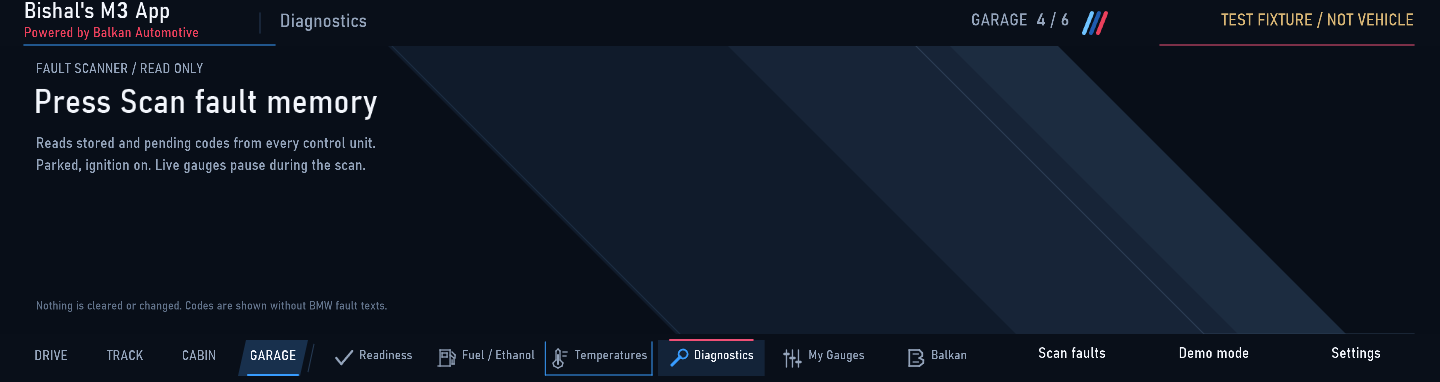 Bishal's M3 App
Powered by Balkan Automotive
Diagnostics
GARAGE 4 / 6
TEST FIXTURE / NOT VEHICLE
FAULT SCANNER / READ ONLY
Press Scan fault memory
Reads stored and pending codes from every control unit.
Parked, ignition on. Live gauges pause during the scan.
Nothing is cleared or changed. Codes are shown without BMW fault texts.
DRIVE TRACK CABIN GARAGE Readiness Fuel / Ethanol Temperatures Diagnostics My Gauges Balkan Scan faults Demo mode Settings